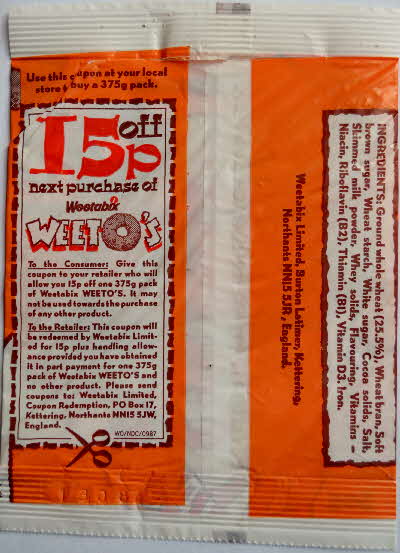 Use this coupon at your local
store to buy a 375g pack.
15p off
next purchase of
Weetabix
WEETO'S
To the Consumer: Give this
coupon to your retailer who will
allow you 15p off one 375g pack
of Weetabix WEETO'S. It may
not be used towards the purchase
of any other product.
To the Retailer: This coupon will
be redeemed by Weetabix Limit-
ed for 15p plus handling allow-
ance provided you have obtained
it in part payment for one 375g
pack of Weetabix WEETO'S and
no other product. Please send
coupons to: Weetabix Limited,
Coupon Redemption, PO Box 17,
Kettering, Northants NN15 5JW,
England.
WO/NDC/0987
Weetabix Limited, Burton Latimer, Kettering,
Northants NN15 5JR, England.
INGREDIENTS: Ground whole wheat (25.5%), Wheat bran, Soft
brown sugar, Wheat starch, White sugar, Cocoa solids, Salt,
Skimmed milk powder, Whey solids, Flavouring, Vitamins –
Niacin, Riboflavin (B2), Thiamin (B1), Vitamin D3, Iron.